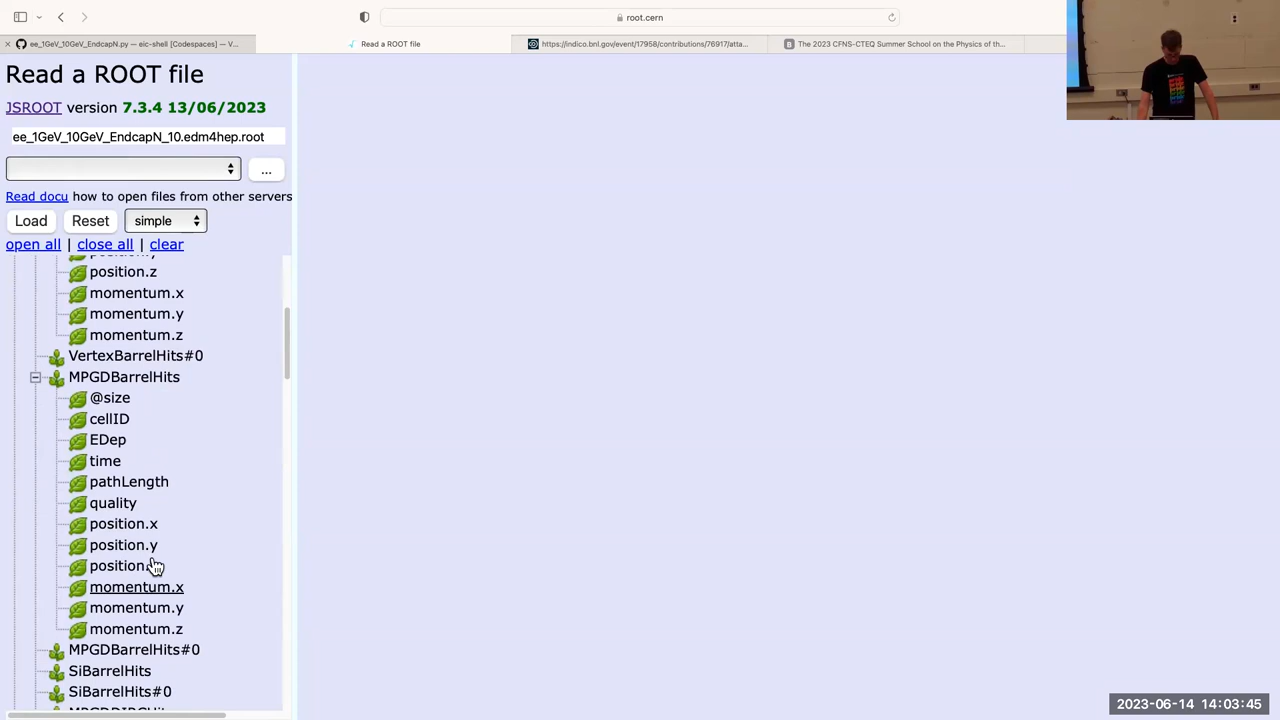 root.cern
ee_1GeV_10GeV_EndcapN.py — eic-shell [Codespaces] — V...
Read a ROOT file
https://indico.bnl.gov/event/17958/contributions/76917/atta...
The 2023 CFNS-CTEQ Summer School on the Physics of th...
Read a ROOT file
JSROOT version 7.3.4 13/06/2023
ee_1GeV_10GeV_EndcapN_10.edm4hep.root
...
Read docu how to open files from other servers
Load Reset simple
open all | close all | clear
position.z
momentum.x
momentum.y
momentum.z
VertexBarrelHits#0
MPGDBarrelHits
@size
cellID
EDep
time
pathLength
quality
position.x
position.y
position
momentum.x
momentum.y
momentum.z
MPGDBarrelHits#0
SiBarrelHits
SiBarrelHits#0
2023-06-14 14:03:45